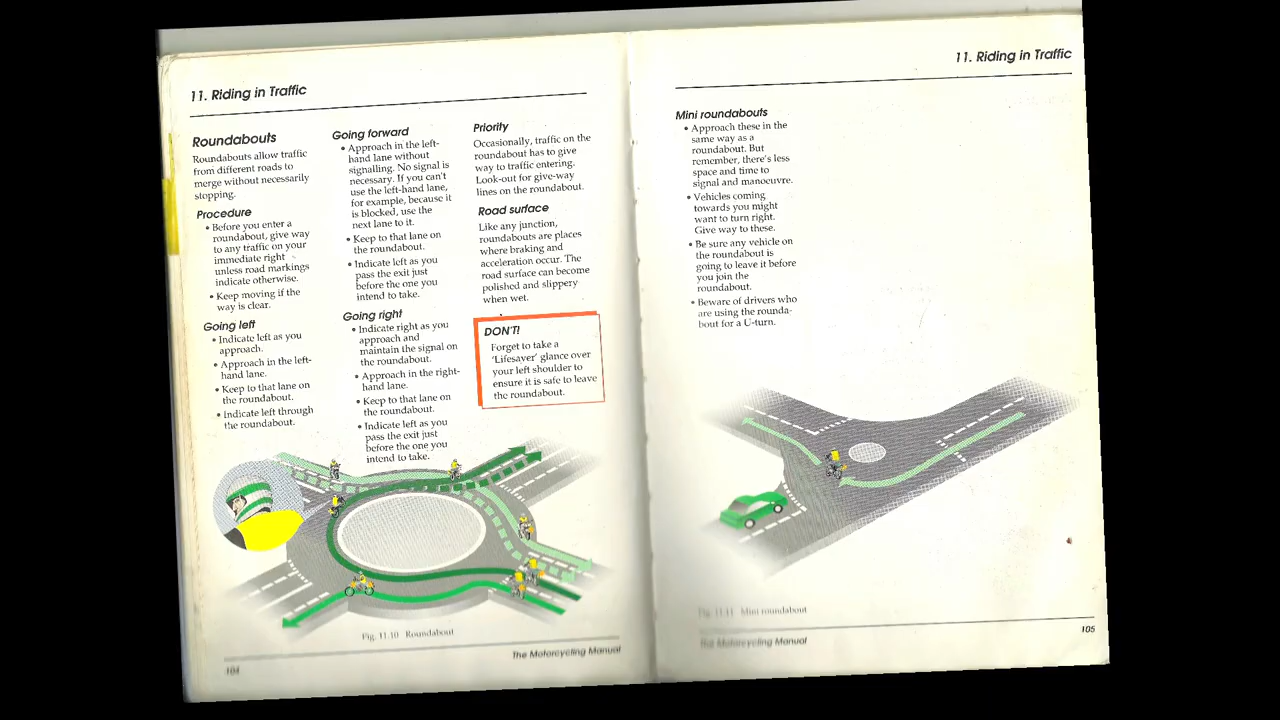 11. Riding in Traffic
Roundabouts
Roundabouts allow traffic
from different roads to
merge without necessarily
stopping.
Procedure
• Before you enter a
roundabout, give way
to any traffic on your
immediate right
unless road markings
indicate otherwise.
• Keep moving if the
way is clear.
Going left
• Indicate left as you
approach.
• Approach in the left-
hand lane.
• Keep to that lane on
the roundabout.
• Indicate left through
the roundabout.
Going forward
• Approach in the left-
hand lane without
signalling. No signal is
necessary. If you can't
use the left-hand lane,
for example, because it
is blocked, use the
next lane to it.
• Keep to that lane on
the roundabout.
• Indicate left as you
pass the exit just
before the one you
intend to take.
Going right
• Indicate right as you
approach and
maintain the signal on
the roundabout.
• Approach in the right-
hand lane.
• Keep to that lane on
the roundabout.
• Indicate left as you
pass the exit just
before the one you
intend to take.
Priority
Occasionally, traffic on the
roundabout has to give
way to traffic entering.
Look-out for give-way
lines on the roundabout.
Road surface
Like any junction,
roundabouts are places
where braking and
acceleration occur. The
road surface can become
polished and slippery
when wet.
DON'T!
Forget to take a
'Lifesaver' glance over
your left shoulder to
ensure it is safe to leave
the roundabout.
Fig. 11.10 Roundabout
The Motorcycling Manual
104
11. Riding in Traffic
Mini roundabouts
• Approach these in the
same way as a
roundabout. But
remember, there's less
space and time to
signal and manoeuvre.
• Vehicles coming
towards you might
want to turn right.
Give way to these.
• Be sure any vehicle on
the roundabout is
going to leave it before
you join the
roundabout.
• Beware of drivers who
are using the rounda-
bout for a U-turn.
Fig. 11.11 Mini roundabout
The Motorcycling Manual
105